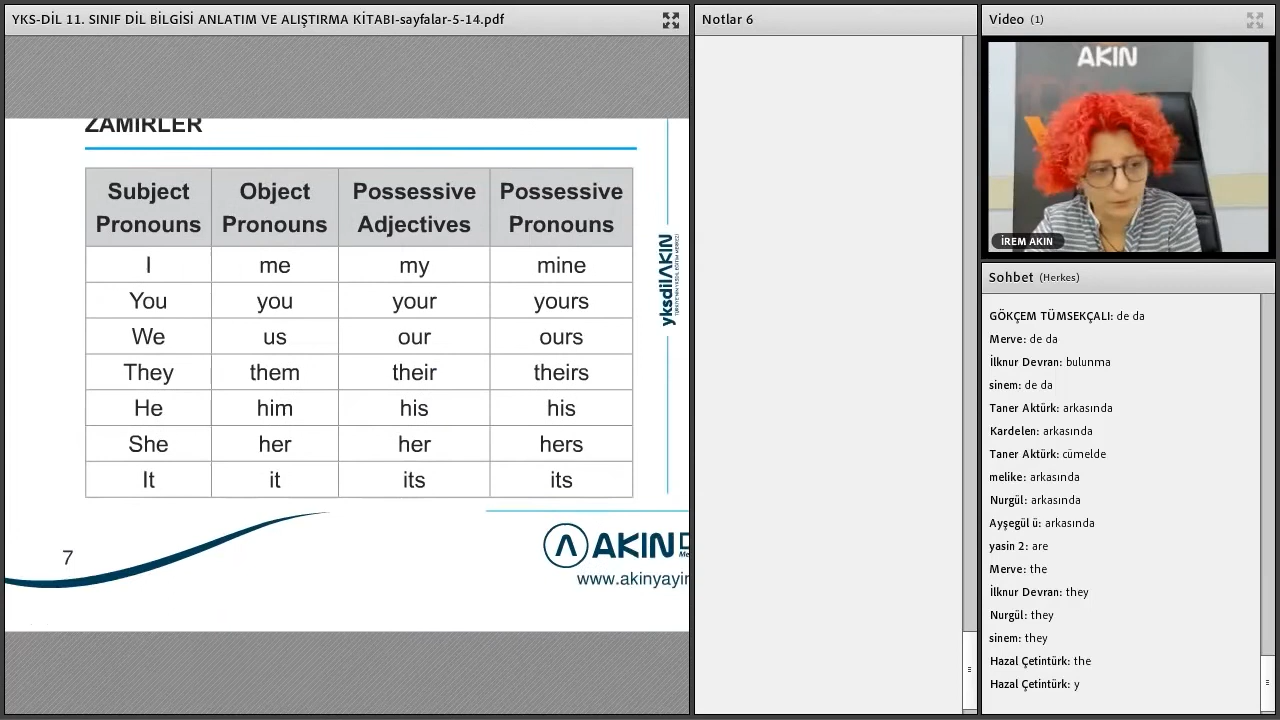 YKS-DİL 11. SINIF DİL BİLGİSİ ANLATIM VE ALIŞTIRMA KİTABI-sayfalar-5-14.pdf
ZAMİRLER
Subject Pronouns Object Pronouns Possessive Adjectives Possessive Pronouns
I me my mine
You you your yours
We us our ours
They them their theirs
He him his his
She her her hers
It it its its
yksdilAKIN
7
AKIN
www.akinyayir
Notlar 6
Video (1)
AKIN
İREM AKIN
Sohbet (Herkes)
GÖKÇEM TÜMSEKÇALI: de da
Merve: de da
İlknur Devran: bulunma
sinem: de da
Taner Aktürk: arkasında
Kardelen: arkasında
Taner Aktürk: cümelde
melike: arkasında
Nurgül: arkasında
Ayşegül ü: arkasında
yasin 2: are
Merve: the
İlknur Devran: they
Nurgül: they
sinem: they
Hazal Çetintürk: the
Hazal Çetintürk: y